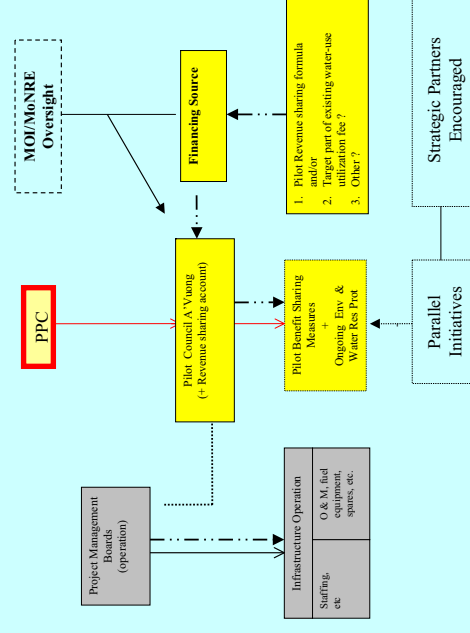 MOI/MoNRE
Oversight
PPC
Financing Source
Project Management
Boards
(operation)
Pilot Council A'Vuong
(+ Revenue sharing account)
1. Pilot Revenue sharing formula
and/or
2. Target part of existing water-use
utilization fee ?
3. Other ?
Infrastructure Operation
Staffing,
etc
O & M, fuel
equipment,
spares, etc.
Pilot Benefit Sharing
Measures
+
Ongoing Env &
Water Res Prot
Parallel
Initiatives
Strategic Partners
Encouraged